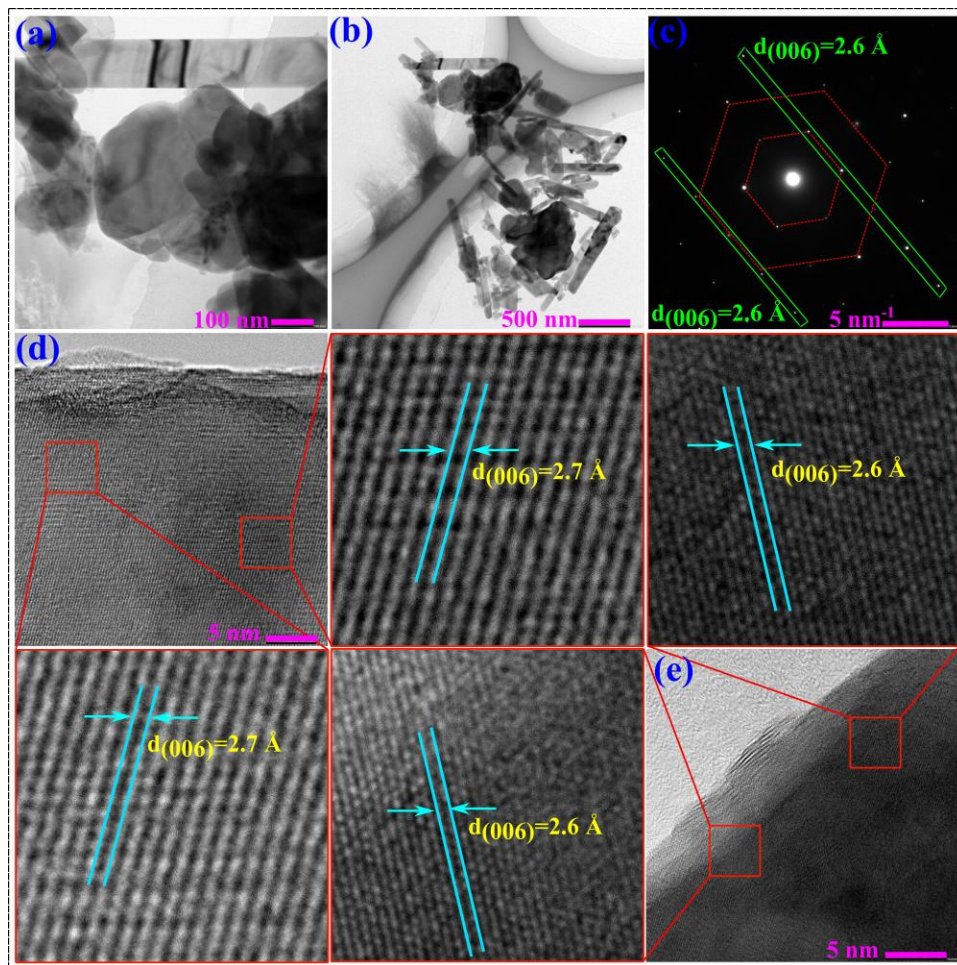 (a)
100 nm
(b)
500 nm
(c)
d(006)=2.6 Å
d(006)=2.6 Å
5 nm-1
(d)
5 nm
d(006)=2.7 Å
d(006)=2.6 Å
d(006)=2.7 Å
d(006)=2.6 Å
(e)
5 nm